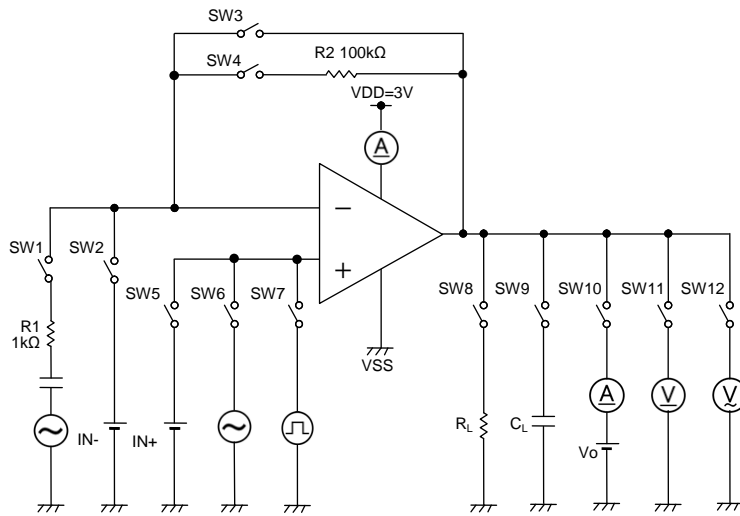 SW3
R2 100kΩ
SW4
VDD=3V
A
−
+
SW1
SW2
SW5
SW6
SW7
SW8
SW9
SW10
SW11
SW12
R1
1kΩ
VSS
A
V
V
RL
CL
IN-
IN+
Vo